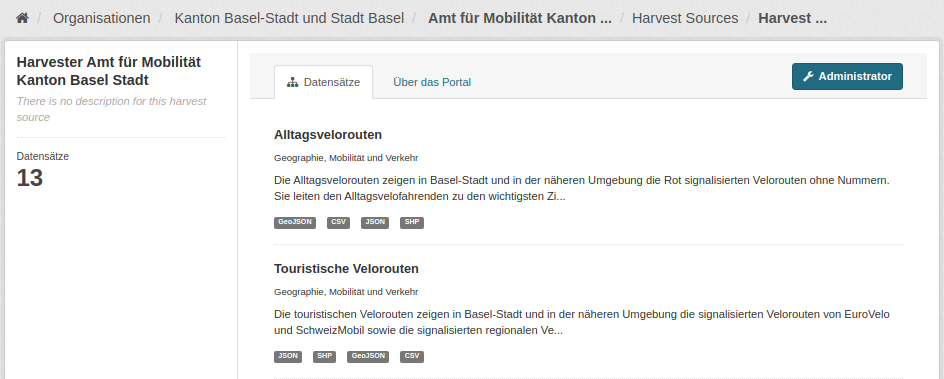 / Organisationen / Kanton Basel-Stadt und Stadt Basel / Amt für Mobilität Kanton ... / Harvest Sources / Harvest ...
Harvester Amt für Mobilität
Kanton Basel Stadt
There is no description for this harvest
source
Datensätze
13
Datensätze
Über das Portal
Administrator
Alltagsvelorouten
Geographie, Mobilität und Verkehr
Die Alltagsvelorouten zeigen in Basel-Stadt und in der näheren Umgebung die Rot signalisierten Velorouten ohne Nummern.
Sie leiten den Alltagsvelofahrenden zu den wichtigsten Zi...
GeoJSON CSV JSON SHP
Touristische Velorouten
Geographie, Mobilität und Verkehr
Die touristischen Velorouten zeigen in Basel-Stadt und in der näheren Umgebung die signalisierten Velorouten von EuroVelo
und SchweizMobil sowie die signalisierten regionalen Ve...
JSON SHP GeoJSON CSV